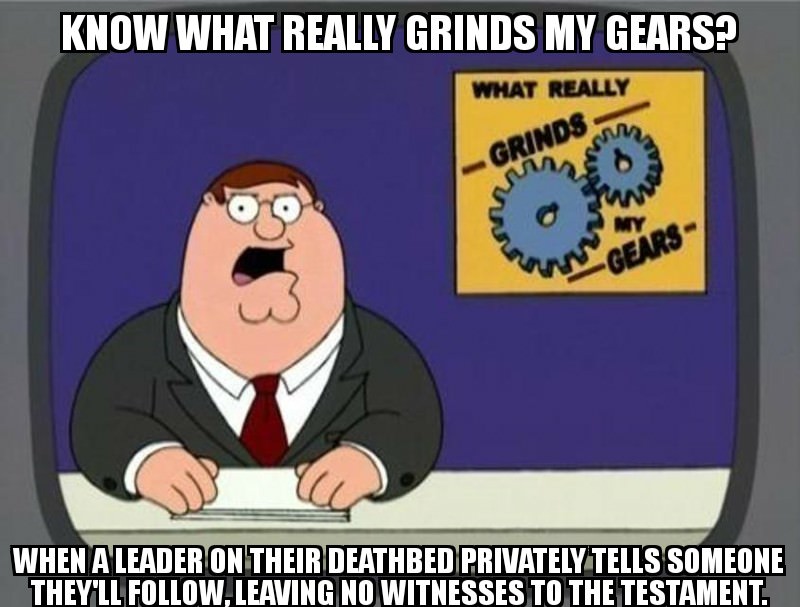 KNOW WHAT REALLY GRINDS MY GEARS?
WHAT REALLY
GRINDS
MY
GEARS
WHEN A LEADER ON THEIR DEATHBED PRIVATELY TELLS SOMEONE
THEY'LL FOLLOW, LEAVING NO WITNESSES TO THE TESTAMENT.